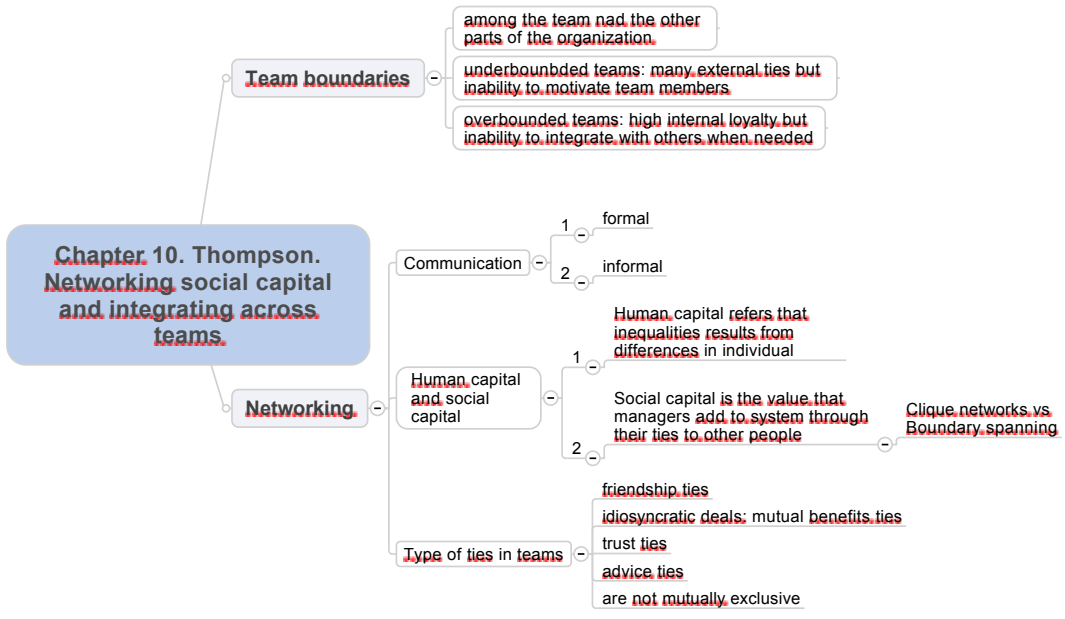 among the team nad the other
parts of the organization
Team boundaries
underbounbded teams: many external ties but
inability to motivate team members
overbounded teams: high internal loyalty but
inability to integrate with others when needed
Chapter 10. Thompson.
Networking social capital
and integrating across
teams
Networking
Communication
1
formal
2
informal
Human capital
and social
capital
1
Human capital refers that
inequalities results from
differences in individual
2
Social capital is the value that
managers add to system through
their ties to other people
Clique networks vs
Boundary spanning
Type of ties in teams
friendship ties
idiosyncratic deals: mutual benefits ties
trust ties
advice ties
are not mutually exclusive